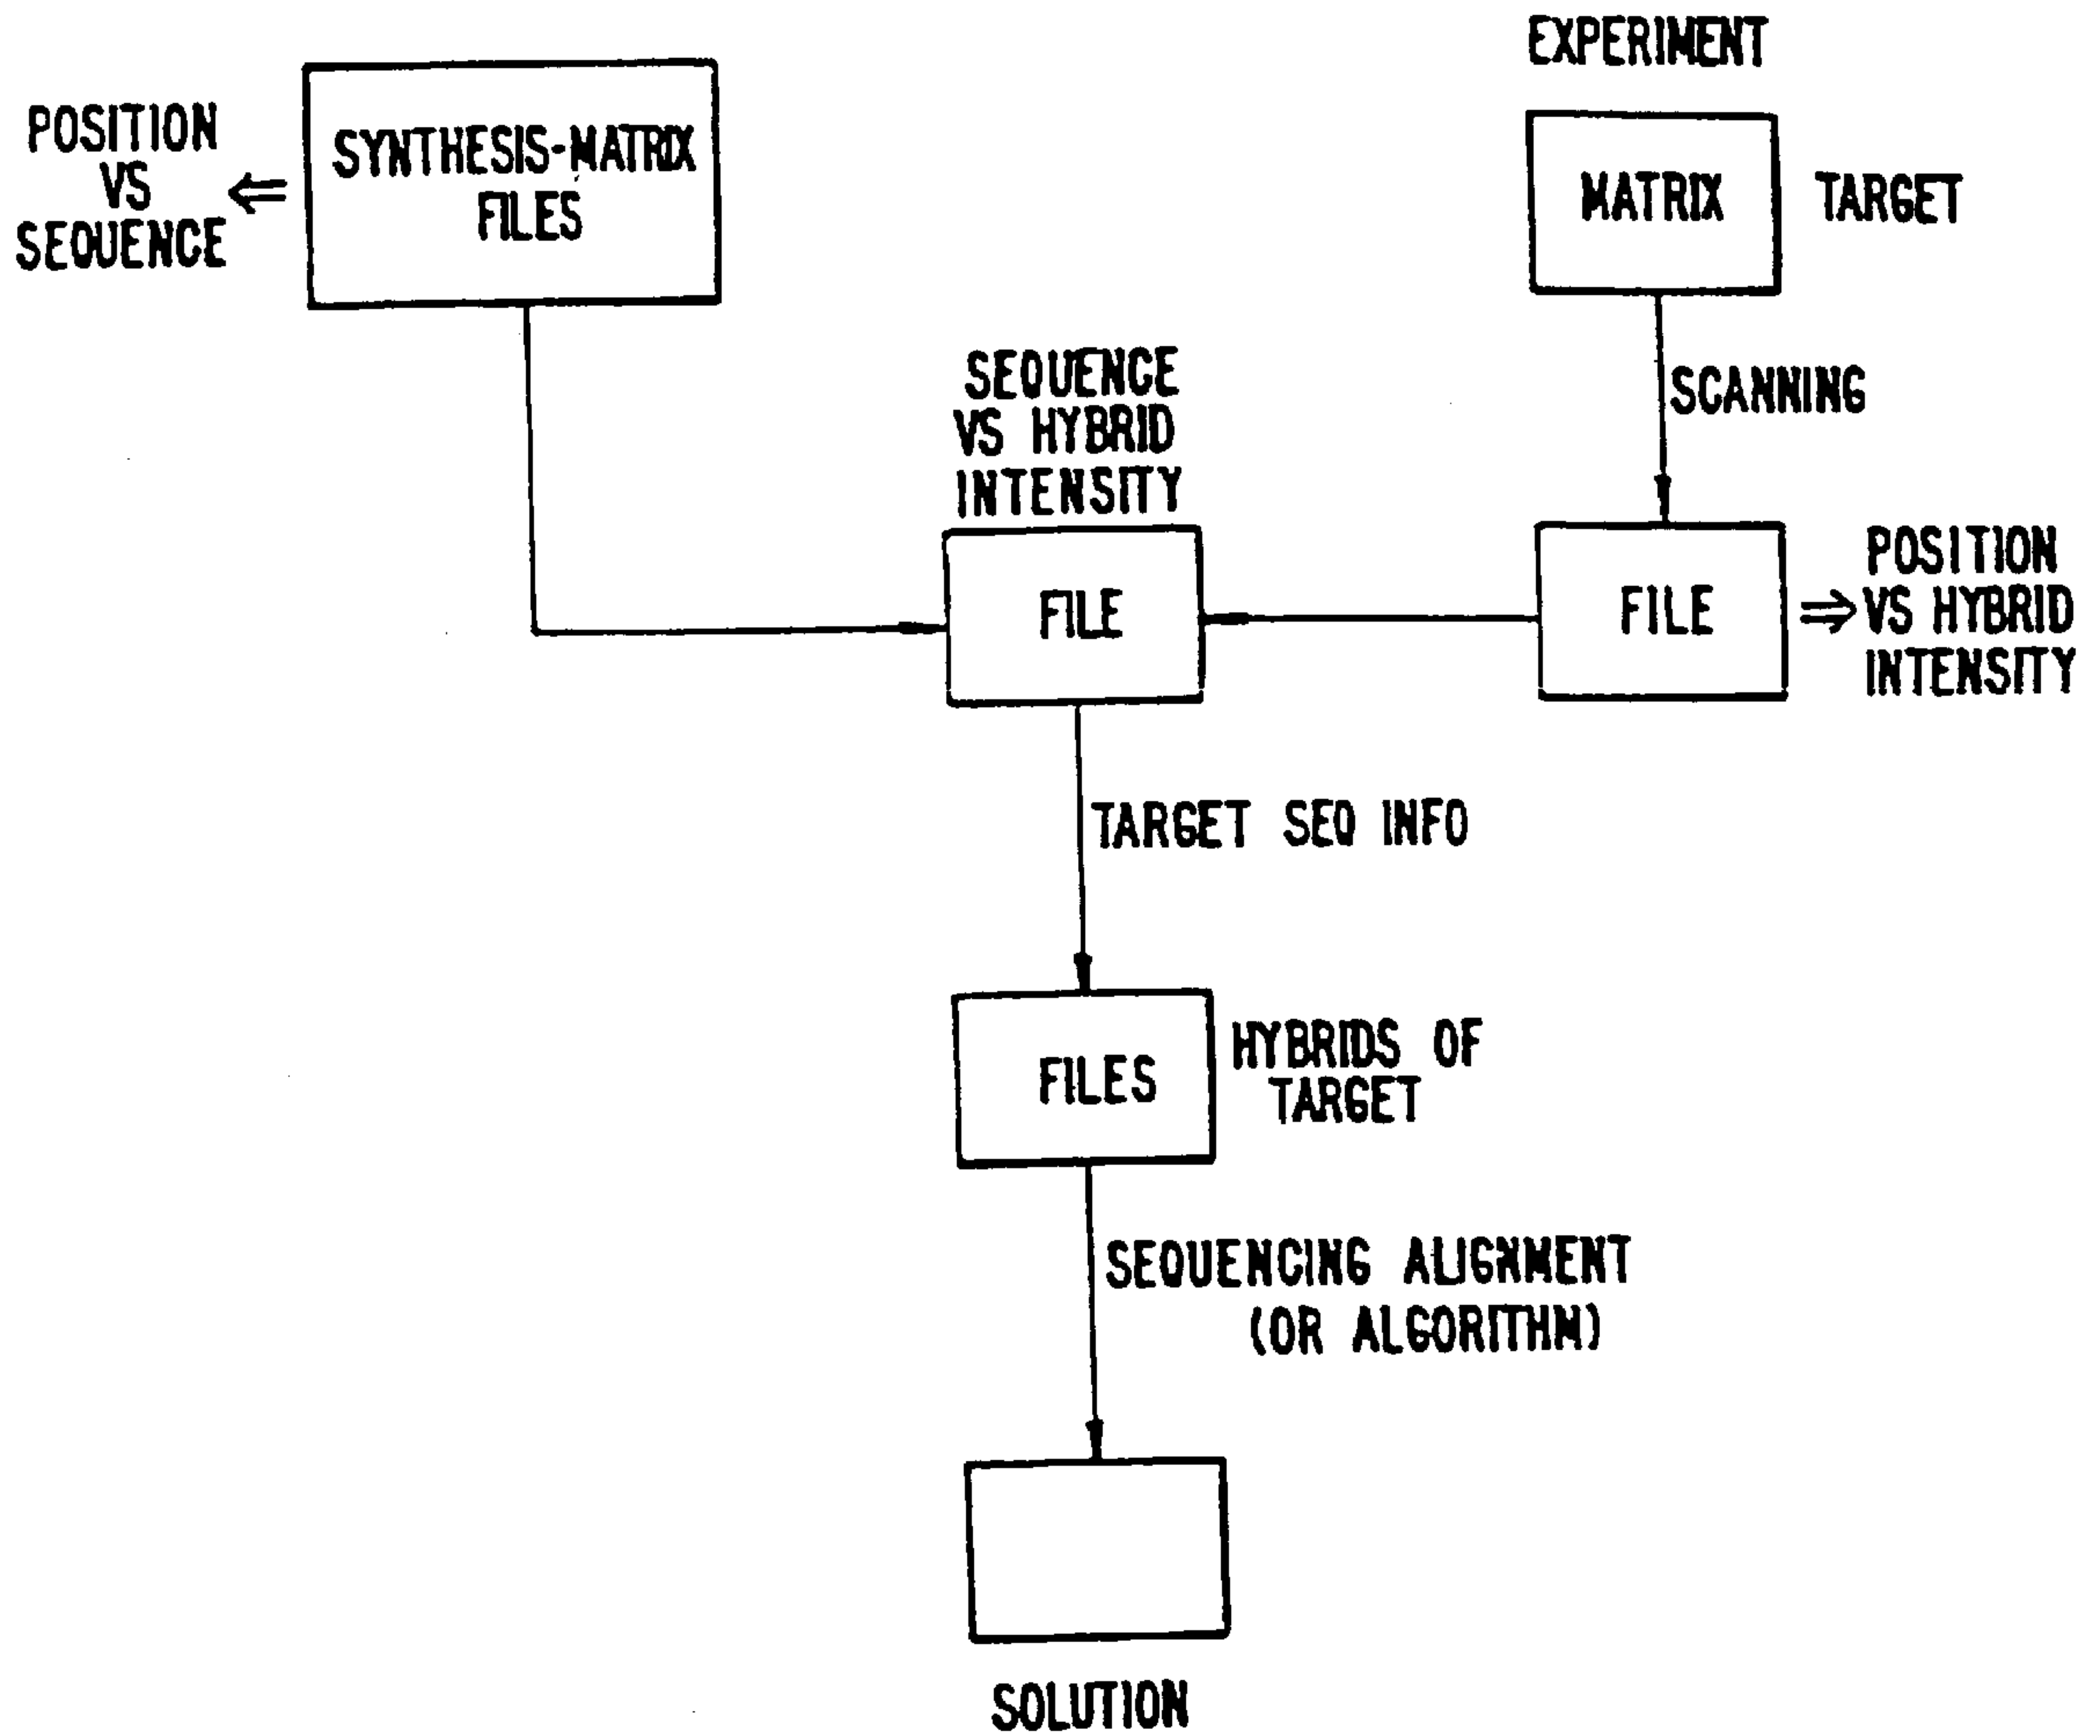 EXPERIMENT
POSITION
VS
SEQUENCE
SYNTHESIS-MATRIX
FILES
MATRIX
TARGET
SCANNING
SEQUENCE
VS HYBRID
INTENSITY
FILE
FILE
POSITION
VS HYBRID
INTENSITY
TARGET SEQ INFO
FILES
HYBRIDS OF
TARGET
SEQUENCING ALIGNMENT
(OR ALGORITHM)
SOLUTION